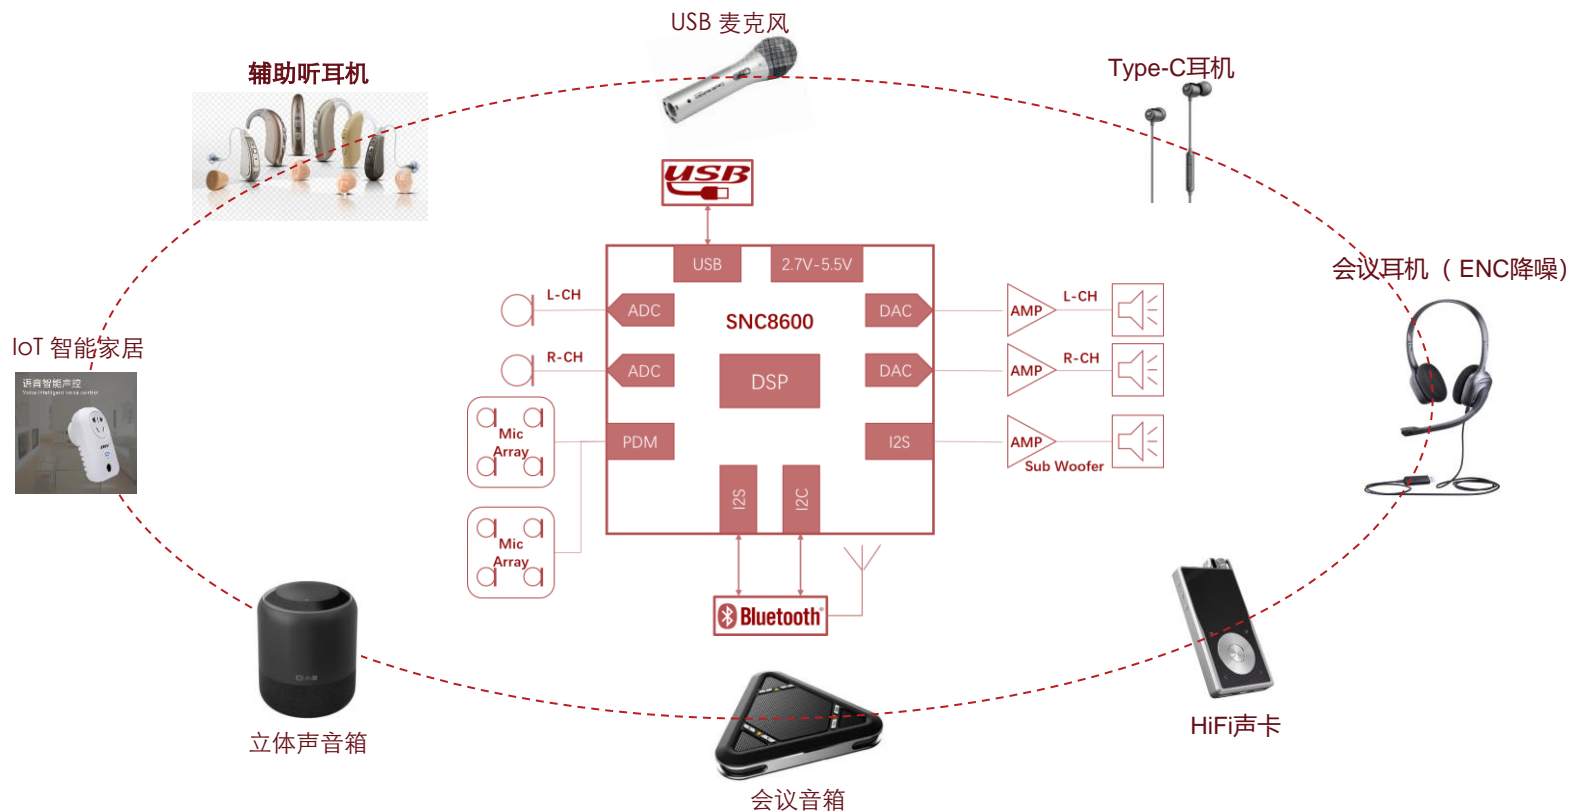 USB 麦克风
辅助听耳机
Type-C耳机
USB
USB
2.7V-5.5V
会议耳机（ENC降噪）
L-CH
ADC
SNC8600
DAC
AMP
L-CH
IoT 智能家居
R-CH
ADC
DSP
DAC
AMP
R-CH
语音智能声控
Voice intelligent voice control
Mic
Array
PDM
I2S
AMP
Sub Woofer
I2S
I2C
Mic
Array
Bluetooth
HiFi声卡
立体声音箱
会议音箱